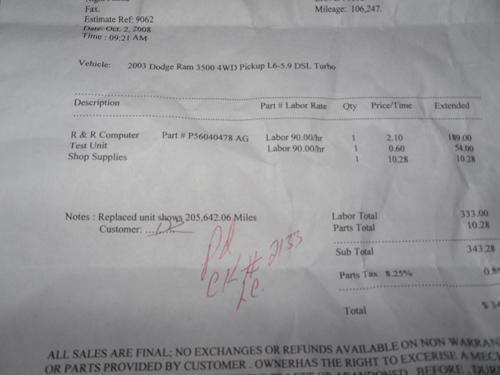 Fax.
Estimate Ref: 9062
Date: Oct. 2, 2008
Time : 09:21 AM
Mileage: 106,247.
Vehicle: 2003 Dodge Ram 3500 4WD Pickup L6-5.9 DSL Turbo
Description Part # Labor Rate Qty Price/Time Extended
R & R Computer Part # P56040478 AG Labor 90.00/hr 1 2.10 189.00
Test Unit Labor 90.00/hr 1 0.60 54.00
Shop Supplies 1 10.28 10.28
Notes : Replaced unit shows 205,642.06 Miles
Customer:
Pd
CK# 2133
Labor Total 333.00
Parts Total 10.28
Sub Total 343.28
Parts Tax 8.25%
Total
ALL SALES ARE FINAL; NO EXCHANGES OR REFUNDS AVAILABLE ON NON
OR PARTS PROVIDED BY CUSTOMER . OWNERHAS THE RIGHT TO EXCERISE A